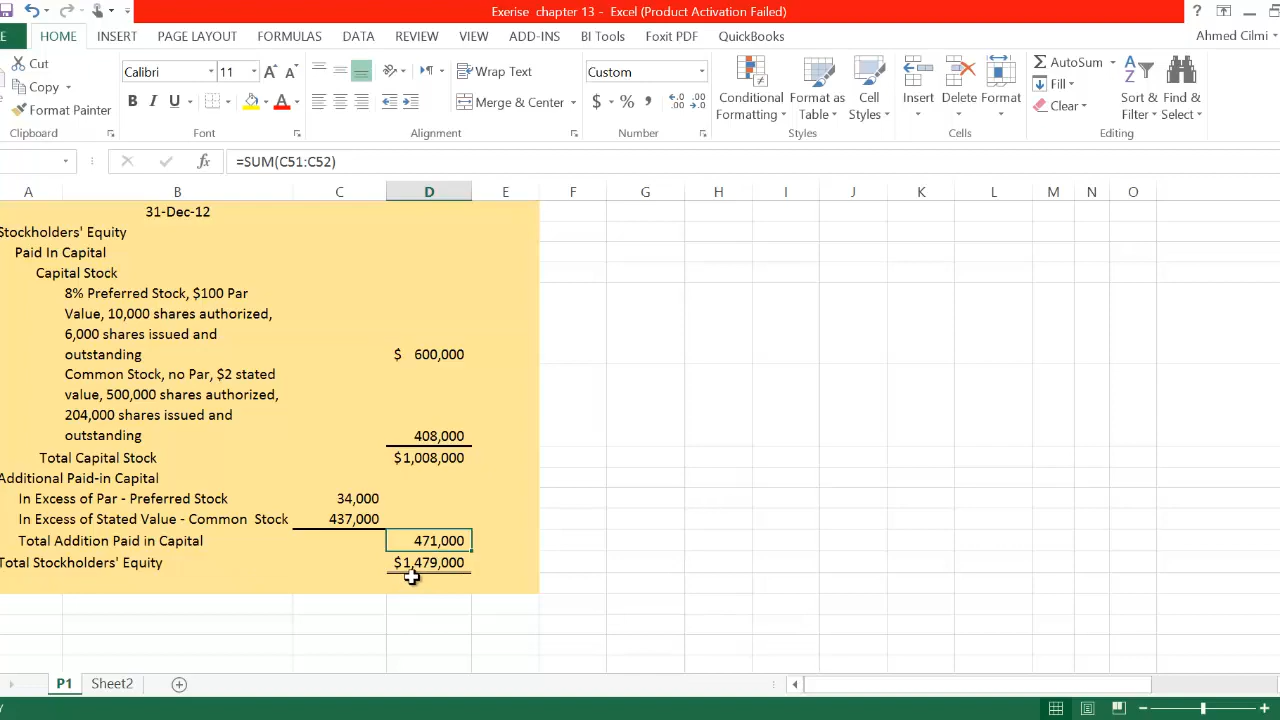 Exerise chapter 13 - Excel (Product Activation Failed)
?
E HOME INSERT PAGE LAYOUT FORMULAS DATA REVIEW VIEW ADD-INS BI Tools Foxit PDF QuickBooks Ahmed Cilmi
Cut
Copy
Format Painter
Clipboard
Calibri 11
B I U
Font
Wrap Text
Merge & Center
Alignment
Custom
$ % ,
Number
Conditional Formatting
Format as Table
Cell Styles
Styles
Insert Delete Format
Cells
AutoSum
Fill
Clear
Sort & Filter
Find & Select
Editing
fx =SUM(C51:C52)
A B C D E F G H I J K L M N O
31-Dec-12
Stockholders' Equity
Paid In Capital
Capital Stock
8% Preferred Stock, $100 Par
Value, 10,000 shares authorized,
6,000 shares issued and
outstanding $ 600,000
Common Stock, no Par, $2 stated
value, 500,000 shares authorized,
204,000 shares issued and
outstanding 408,000
Total Capital Stock $1,008,000
Additional Paid-in Capital
In Excess of Par - Preferred Stock 34,000
In Excess of Stated Value - Common Stock 437,000
Total Addition Paid in Capital 471,000
Total Stockholders' Equity $1,479,000
P1 Sheet2